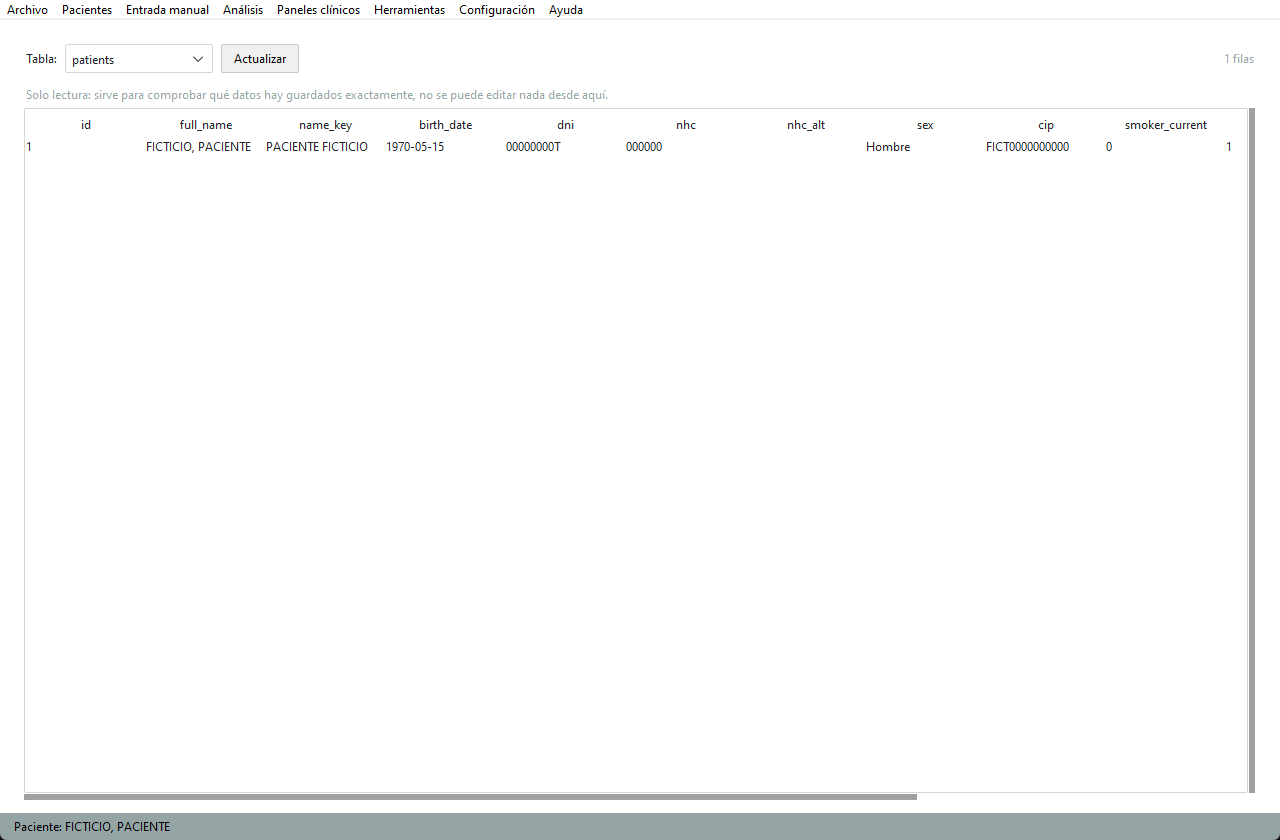 Archivo Pacientes Entrada manual Análisis Paneles clínicos Herramientas Configuración Ayuda
Tabla: patients Actualizar 1 filas
Solo lectura: sirve para comprobar qué datos hay guardados exactamente, no se puede editar nada desde aquí.
id full_name name_key birth_date dni nhc nhc_alt sex cip smoker_current
1 FICTICIO, PACIENTE PACIENTE FICTICIO 1970-05-15 00000000T 000000 Hombre FICT0000000000 0 1
Paciente: FICTICIO, PACIENTE